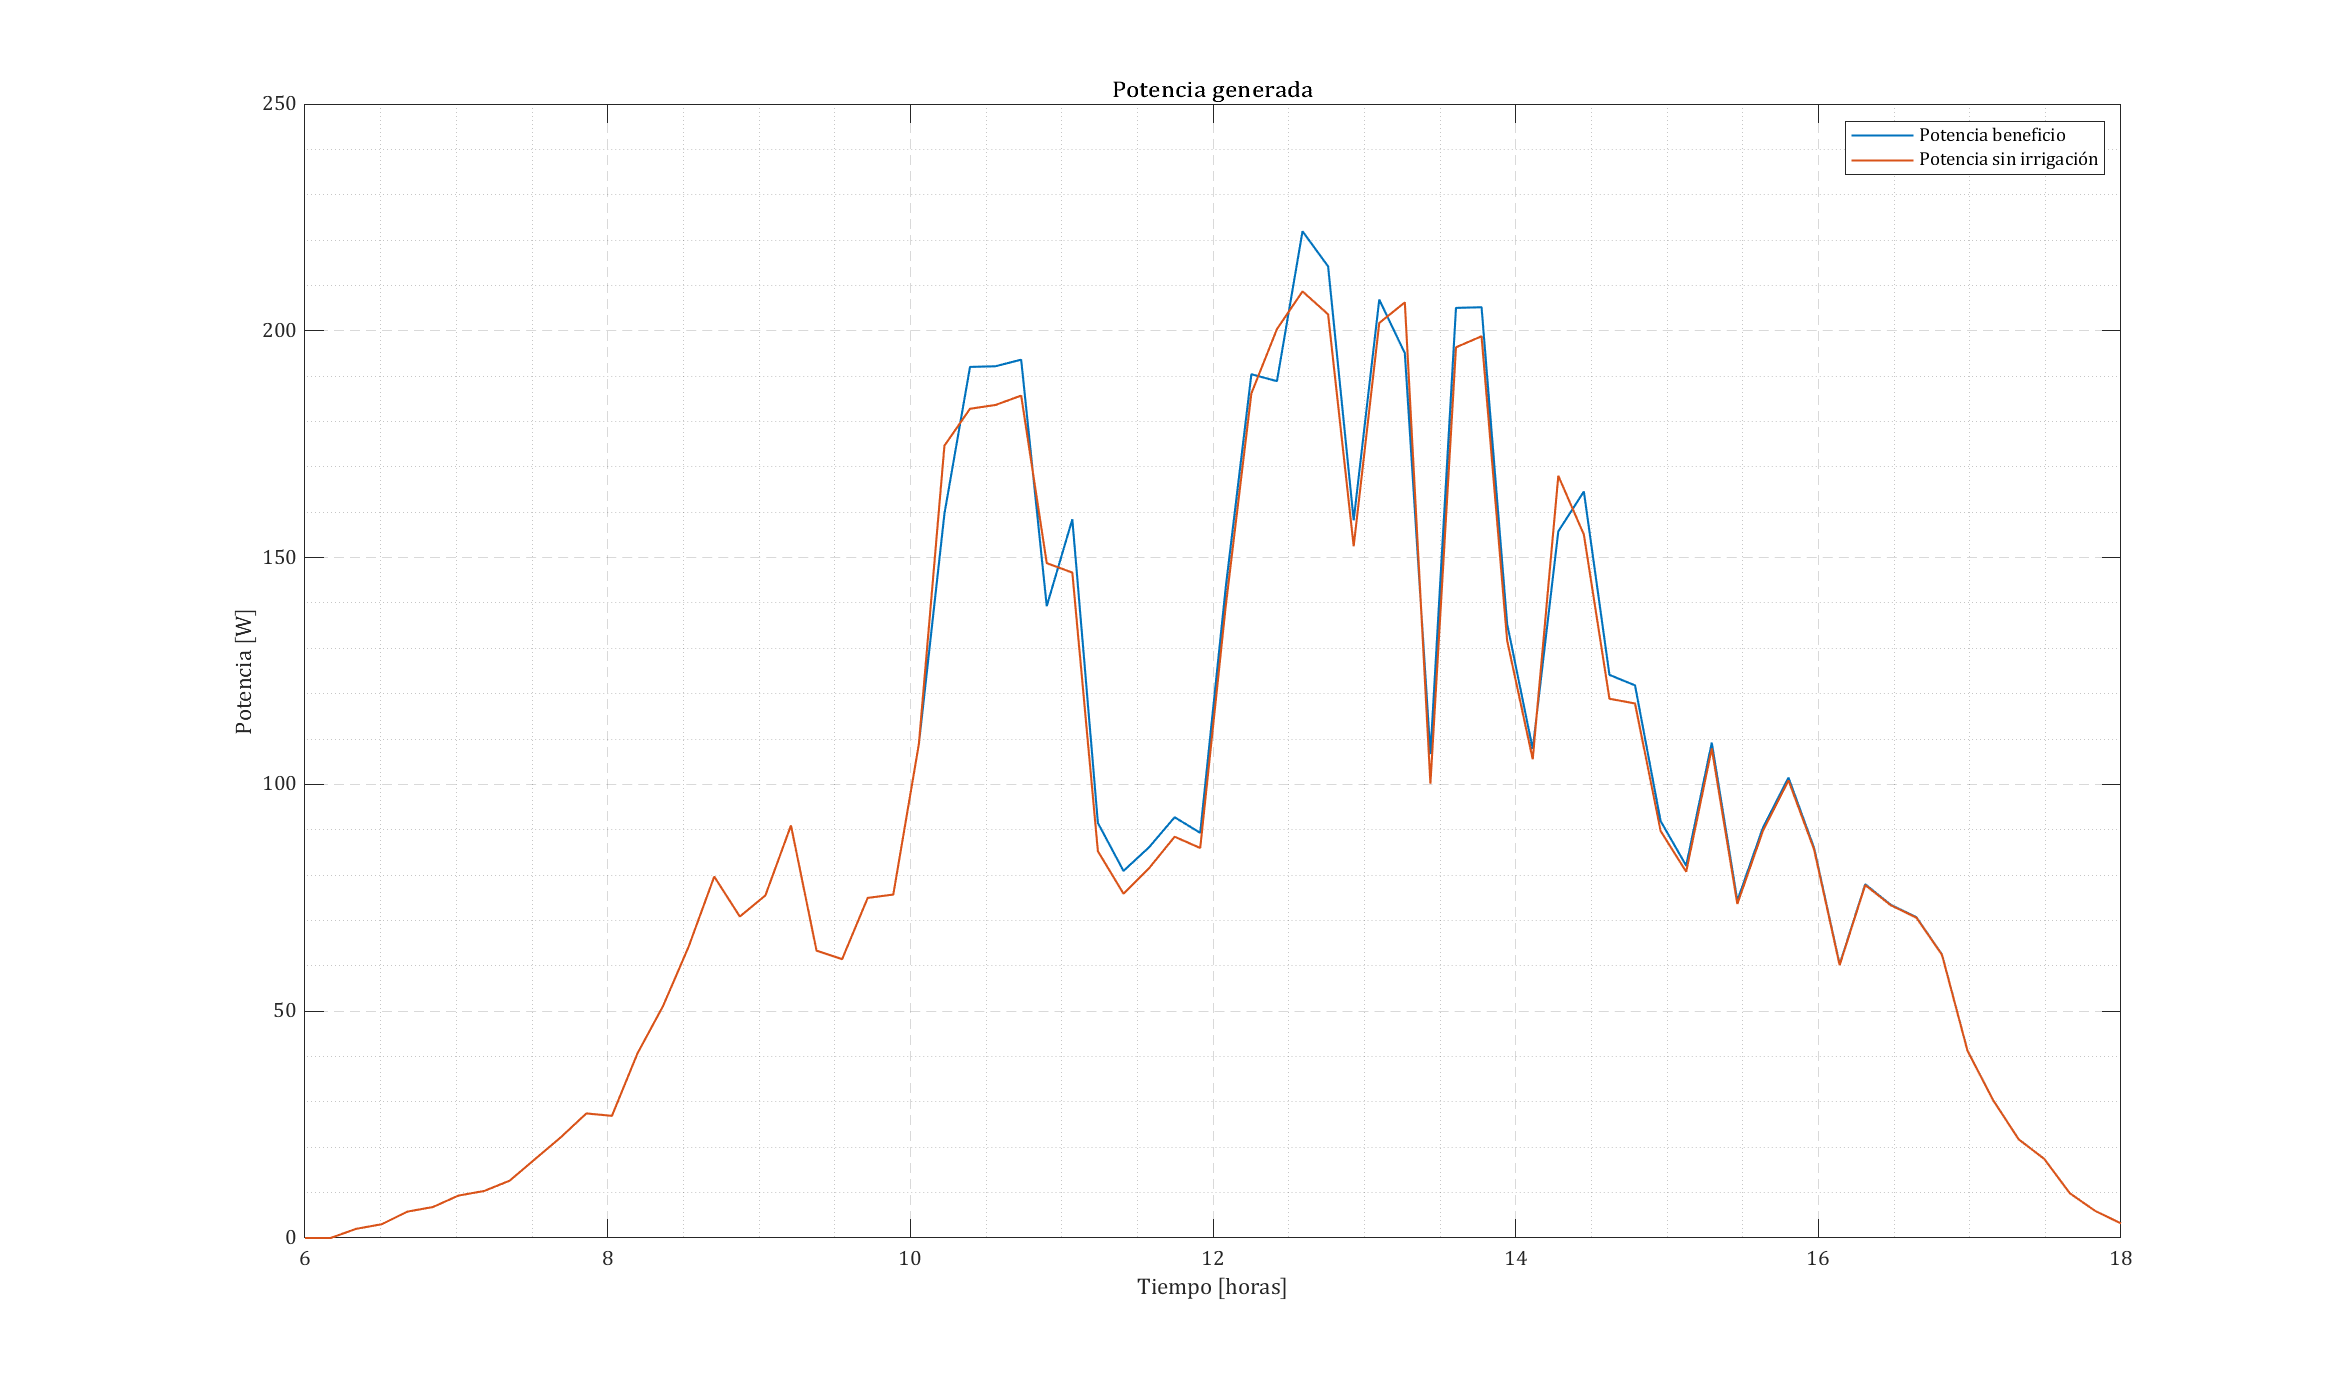 Potencia generada
Potencia beneficio
Potencia sin irrigación
250
200
150
100
50
0
Potencia [W]
6 8 10 12 14 16 18
Tiempo [horas]